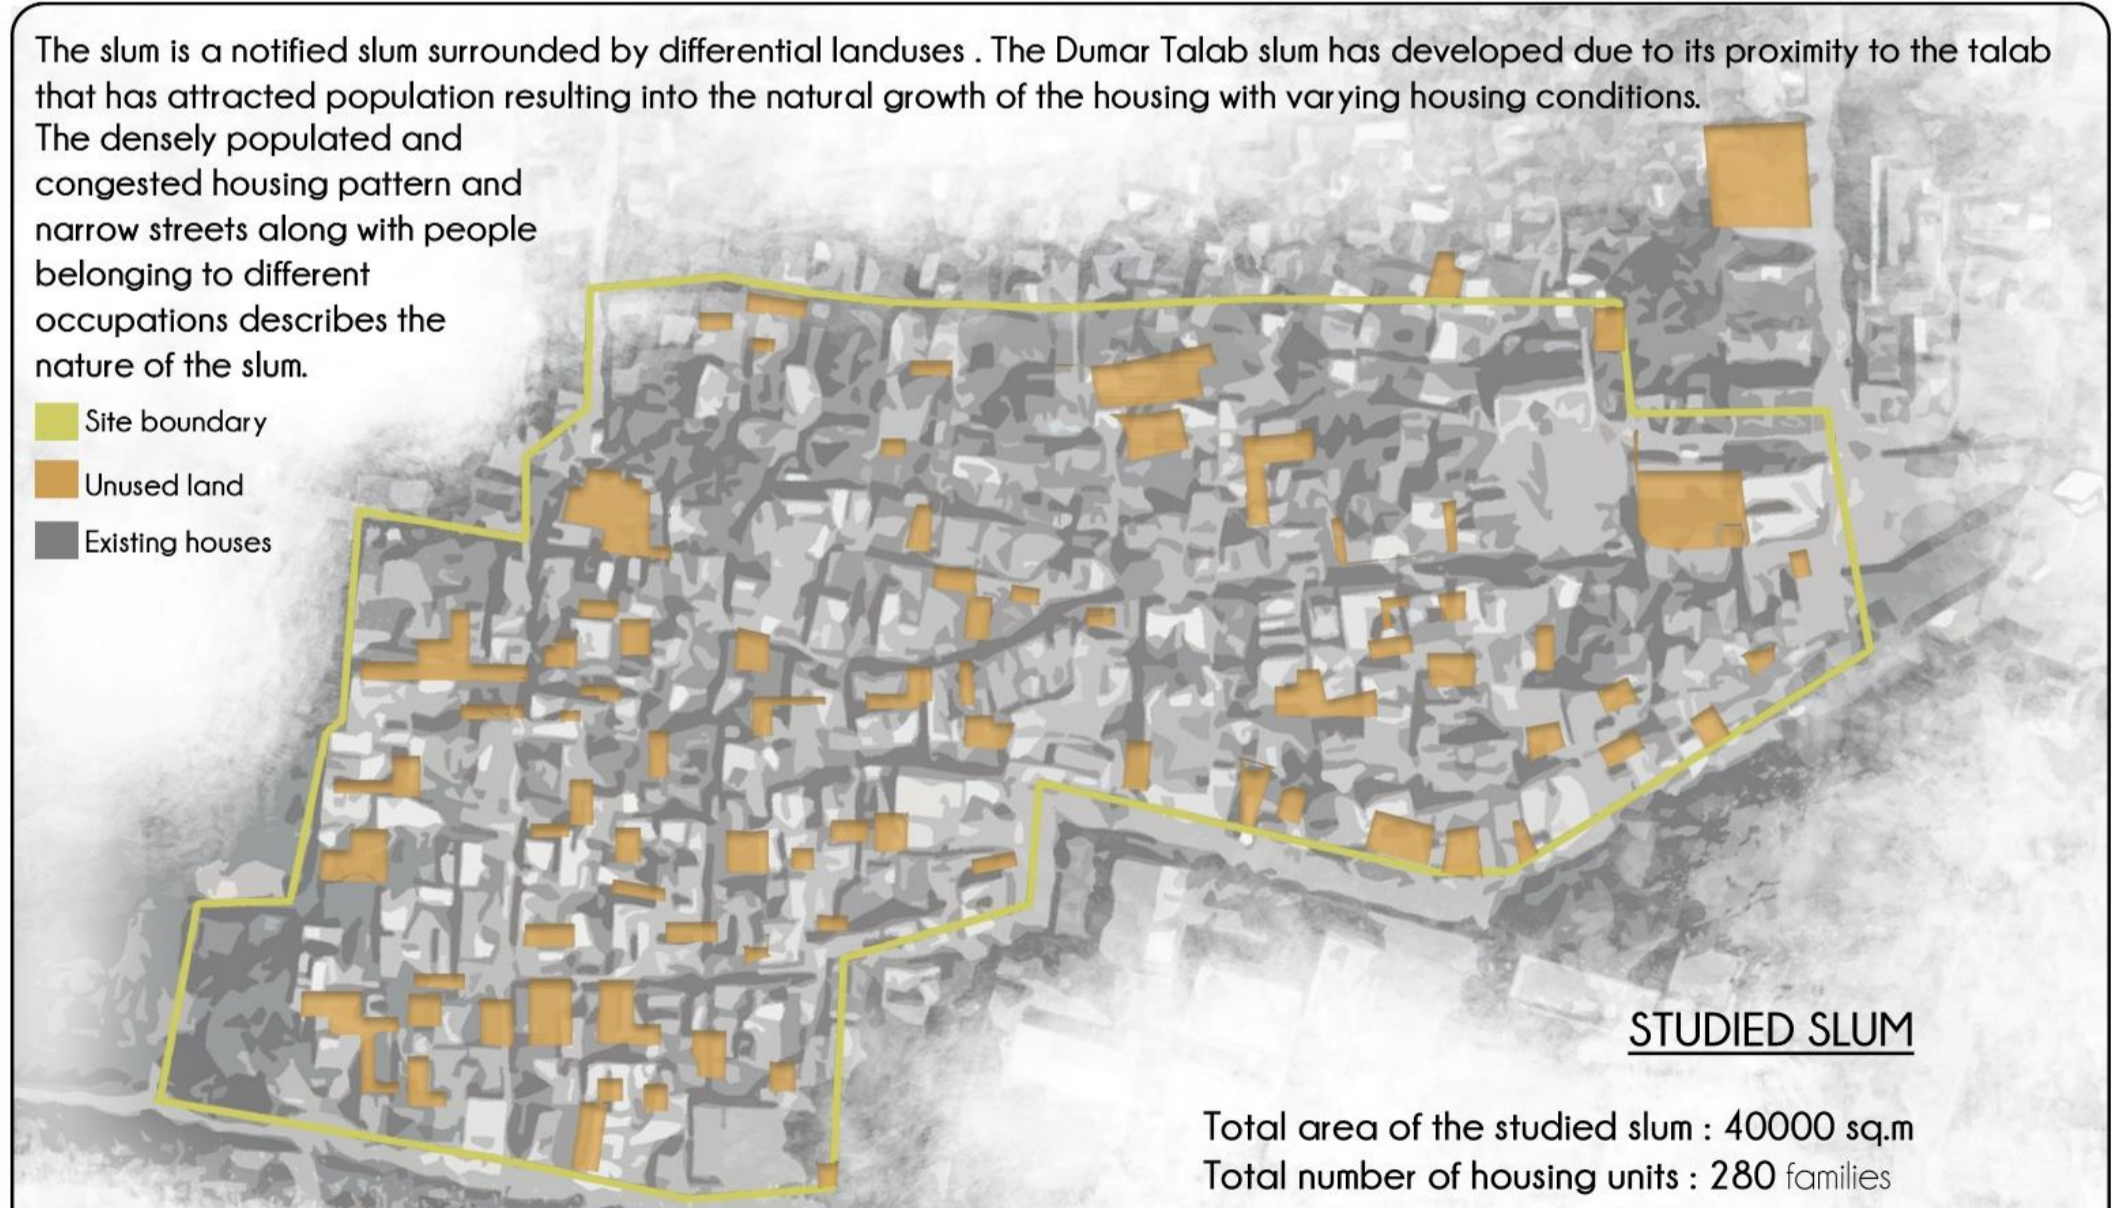 The slum is a notified slum surrounded by differential landuses . The Dumar Talab slum has developed due to its proximity to the talab
that has attracted population resulting into the natural growth of the housing with varying housing conditions.
The densely populated and
congested housing pattern and
narrow streets along with people
belonging to different
occupations describes the
nature of the slum.
Site boundary
Unused land
Existing houses
STUDIED SLUM
Total area of the studied slum : 40000 sq.m
Total number of housing units : 280 families